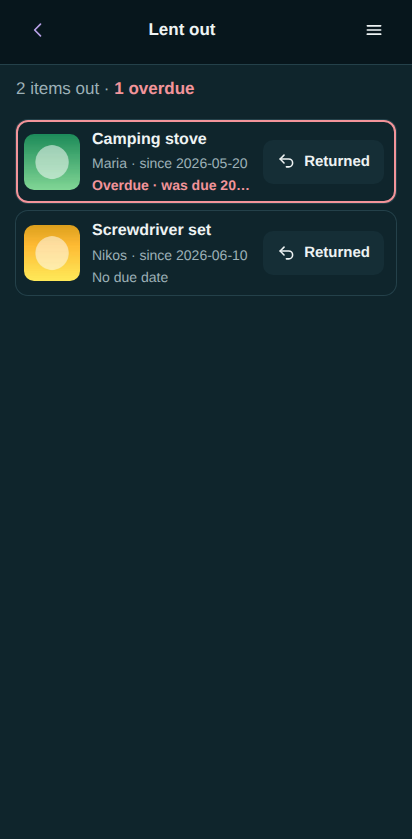 Lent out
2 items out · 1 overdue
Camping stove
Maria · since 2026-05-20
Overdue · was due 20…
Returned
Screwdriver set
Nikos · since 2026-06-10
No due date
Returned